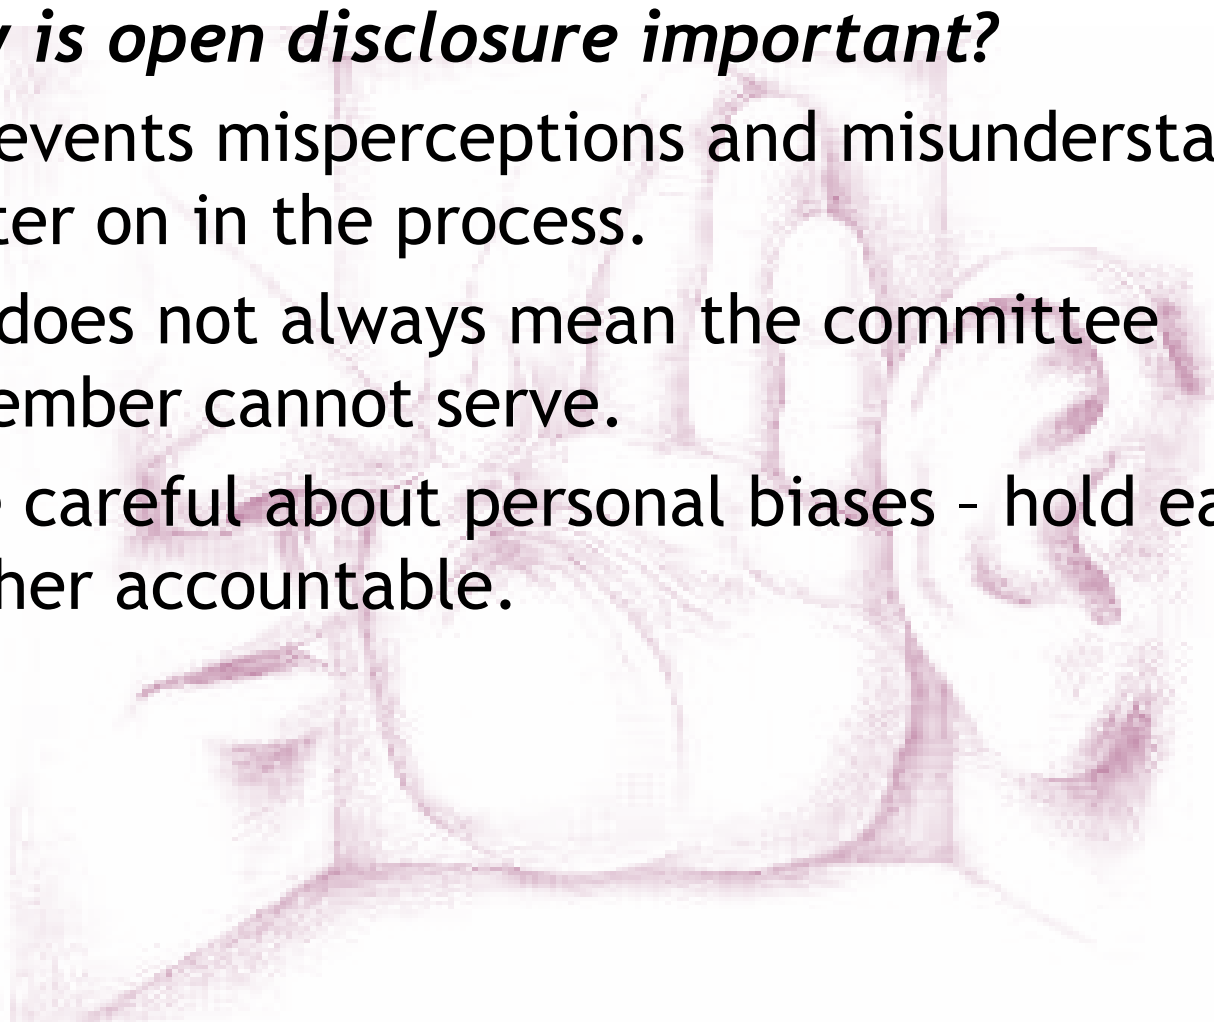 is open disclosure important?
events misperceptions and misundersta
ter on in the process.
does not always mean the committee
ember cannot serve.
careful about personal biases – hold ea
her accountable.